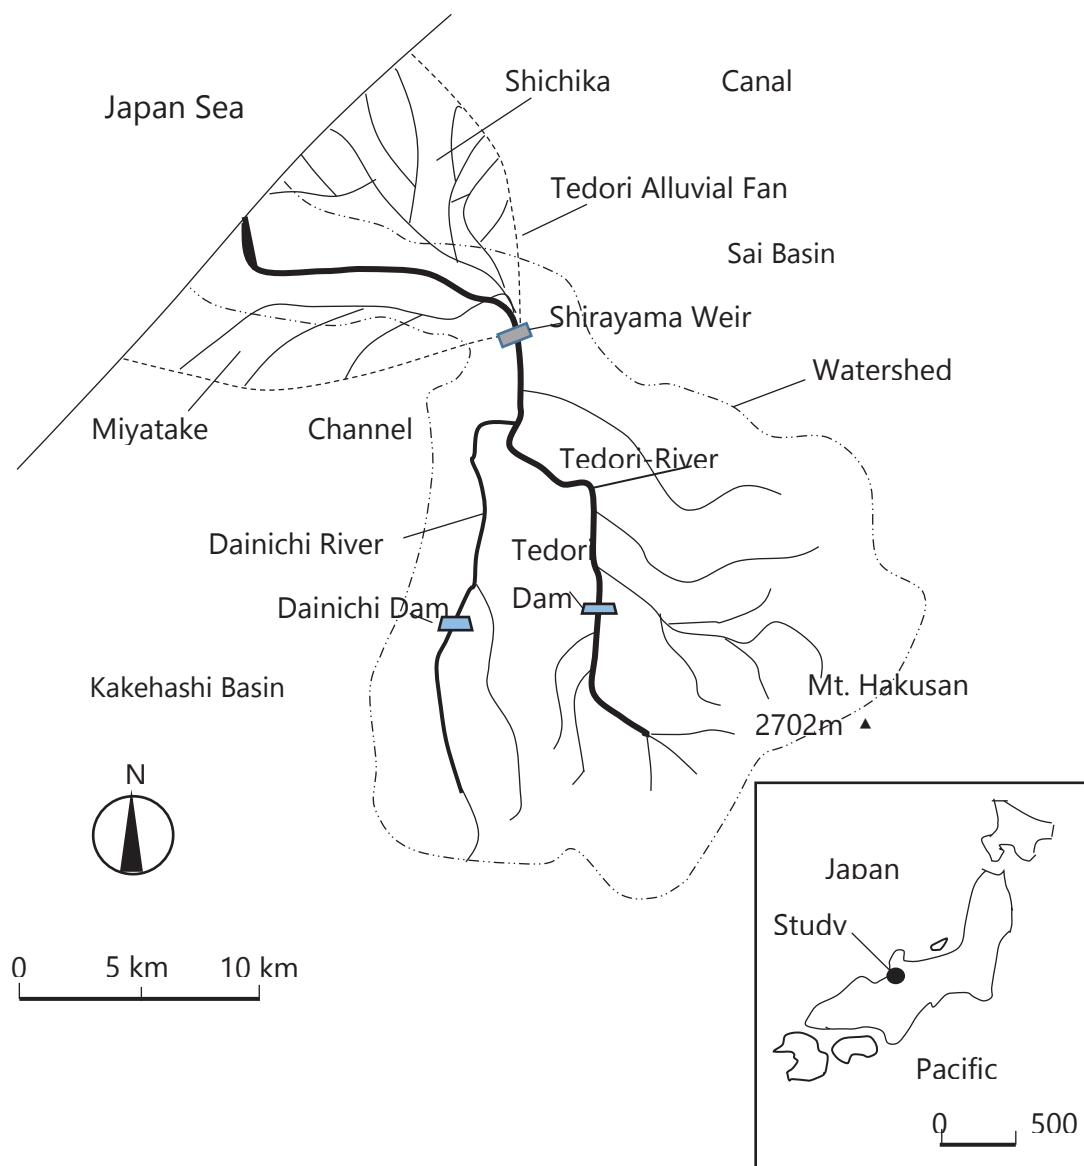 Shichika Canal
Japan Sea
Tedori Alluvial Fan
Sai Basin
Shirayama Weir
Watershed
Miyatake Channel
Tedori-River
Dainichi River
Tedori
Dam
Dainichi Dam
Kakehashi Basin
Mt. Hakusan
2702m
N
0 5 km 10 km
Japan
Study
Pacific
0 500